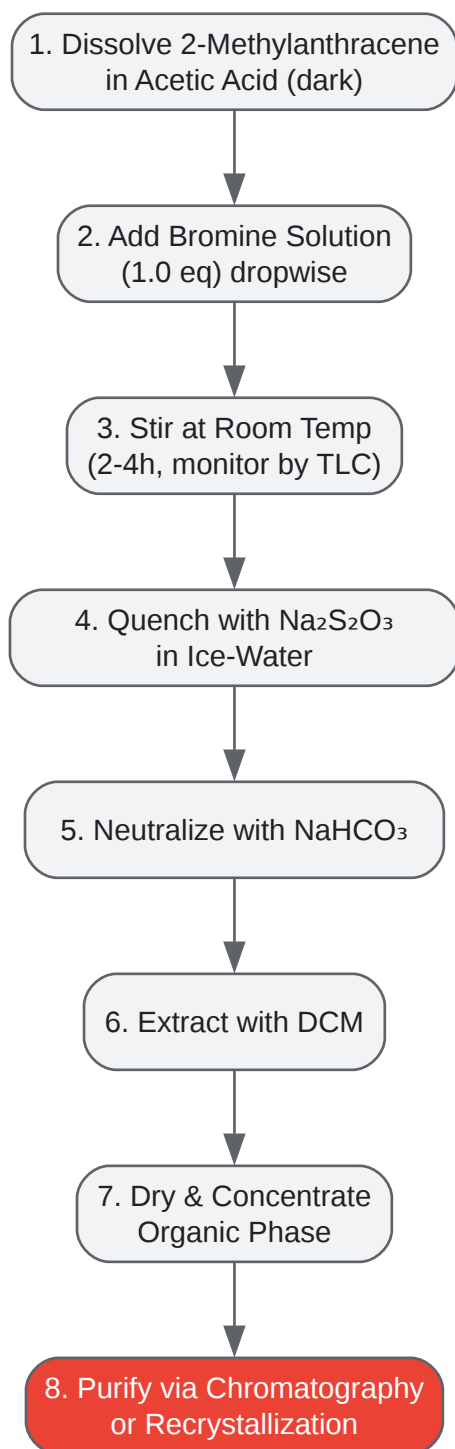 1. Dissolve 2-Methylanthracene
in Acetic Acid (dark)
2. Add Bromine Solution
(1.0 eq) dropwise
3. Stir at Room Temp
(2-4h, monitor by TLC)
4. Quench with Na₂S₂O₃
in Ice-Water
5. Neutralize with NaHCO₃
6. Extract with DCM
7. Dry & Concentrate
Organic Phase
8. Purify via Chromatography
or Recrystallization